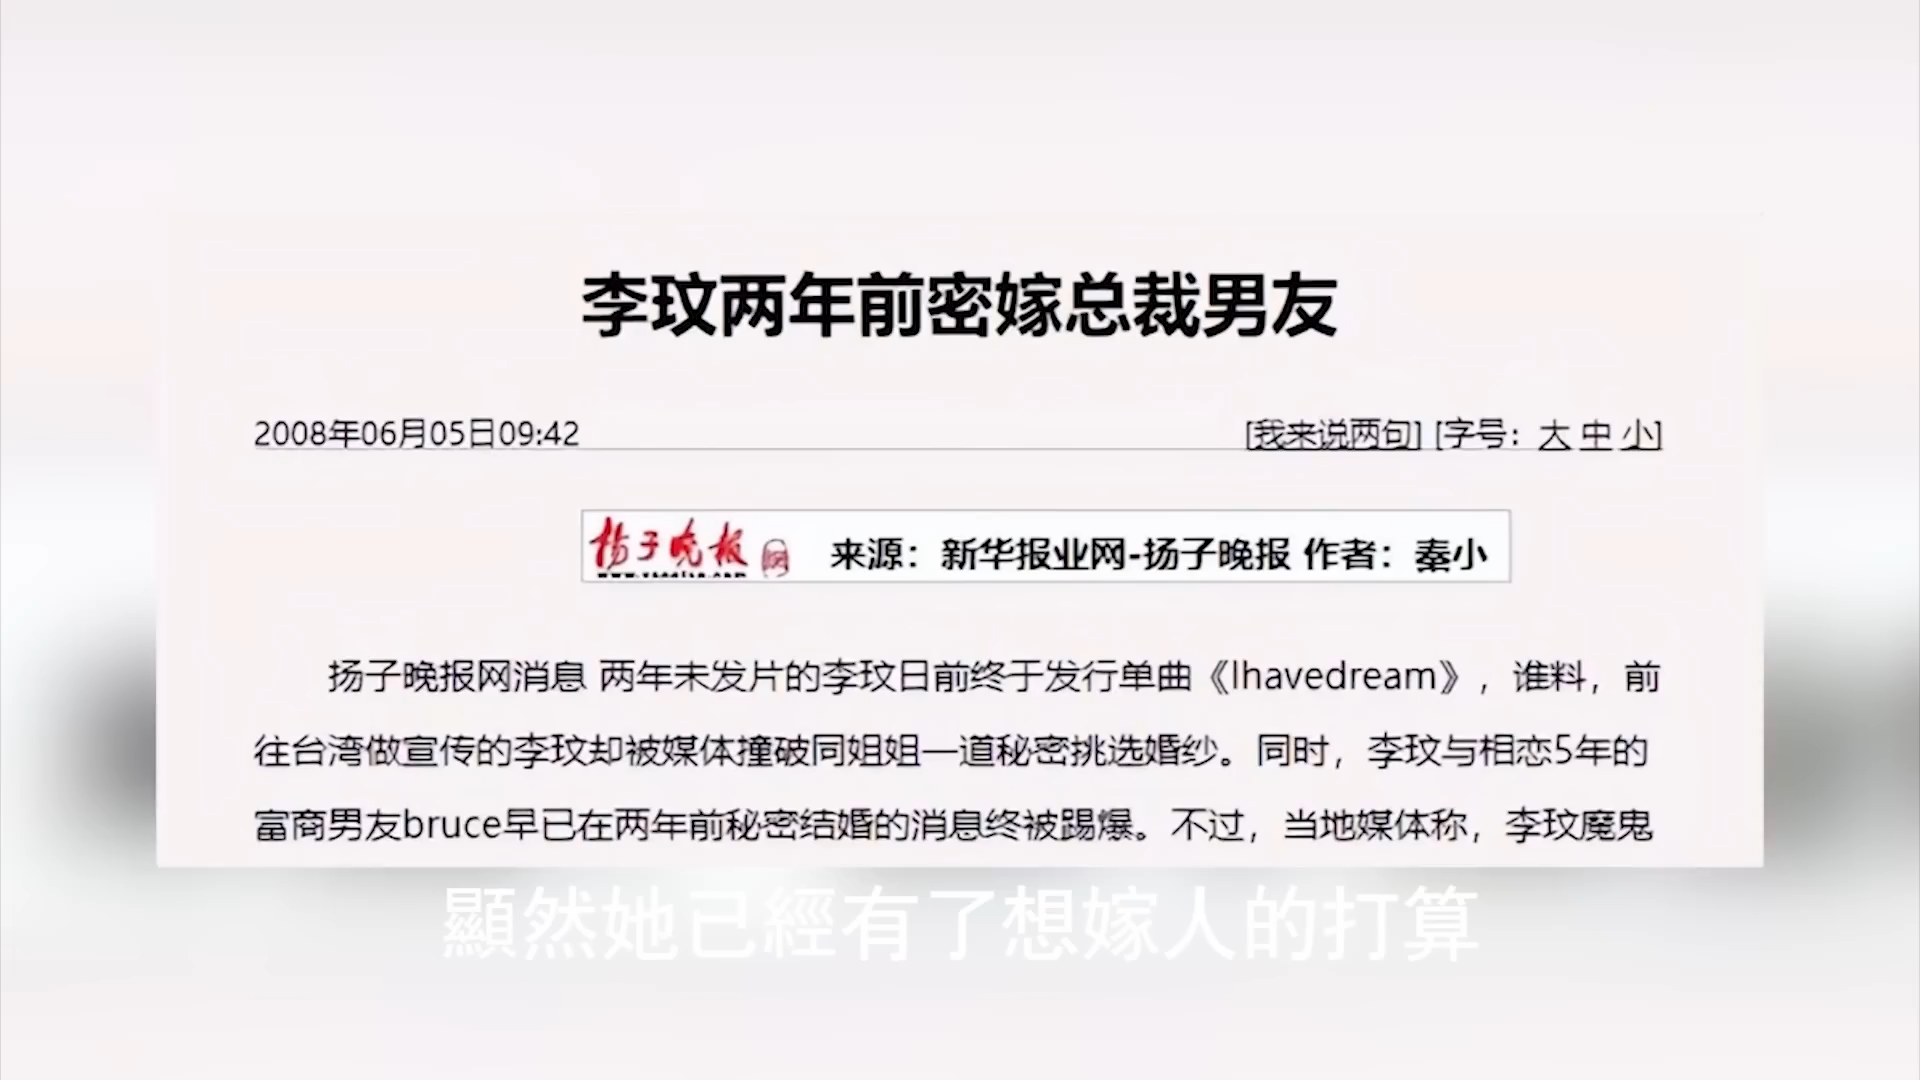 李玟两年前密嫁总裁男友
2008年06月05日09:42 [我来说两句] [字号：大 中 小]
扬子晚报网 来源：新华报业网-扬子晚报 作者：秦小
扬子晚报网消息 两年未发片的李玟日前终于发行单曲《Ihavedream》，谁料，前
往台湾做宣传的李玟却被媒体撞破同姐姐一道秘密挑选婚纱。同时，李玟与相恋5年的
富商男友bruce早已在两年前秘密结婚的消息终被踢爆。不过，当地媒体称，李玟魔鬼
顯然她已經有了想嫁人的打算